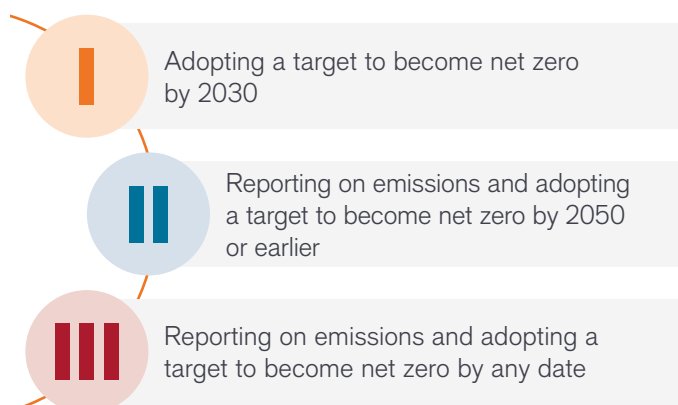 I
Adopting a target to become net zero
by 2030
II
Reporting on emissions and adopting
a target to become net zero by 2050
or earlier
III
Reporting on emissions and adopting a
target to become net zero by any date